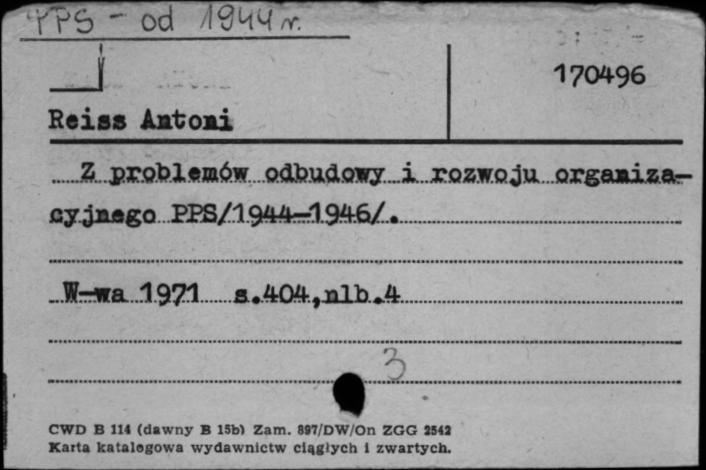 PPS - od 1944 r.
170496
Reiss Antoni
Z problemów odbudowy i rozwoju organiza-
cyjnego PPS/1944-1946/.
W-wa 1971 s.404,nlb.4
3
CWD B 114 (dawny B 15b) Zam. 897/DW/On ZGG 2542
Karta katalogowa wydawnictw ciągłych i zwartych.